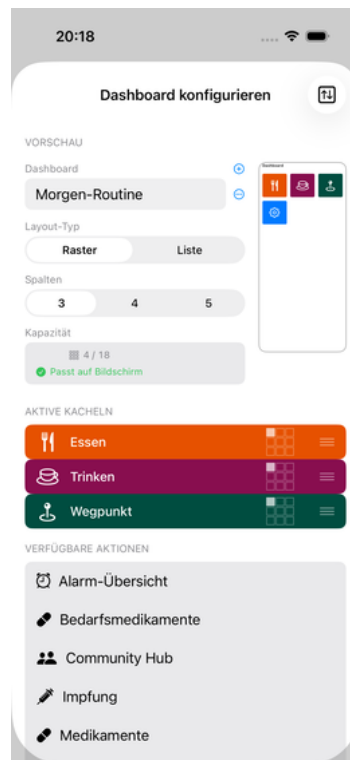 20:18
Dashboard konfigurieren
VORSCHAU
Dashboard
Morgen-Routine
Layout-Typ
Raster Liste
Spalten
3 4 5
Kapazität
4 / 18
Passt auf Bildschirm
Dashboard
AKTIVE KACHELN
Essen
Trinken
Wegpunkt
VERFÜGBARE AKTIONEN
Alarm-Übersicht
Bedarfsmedikamente
Community Hub
Impfung
Medikamente